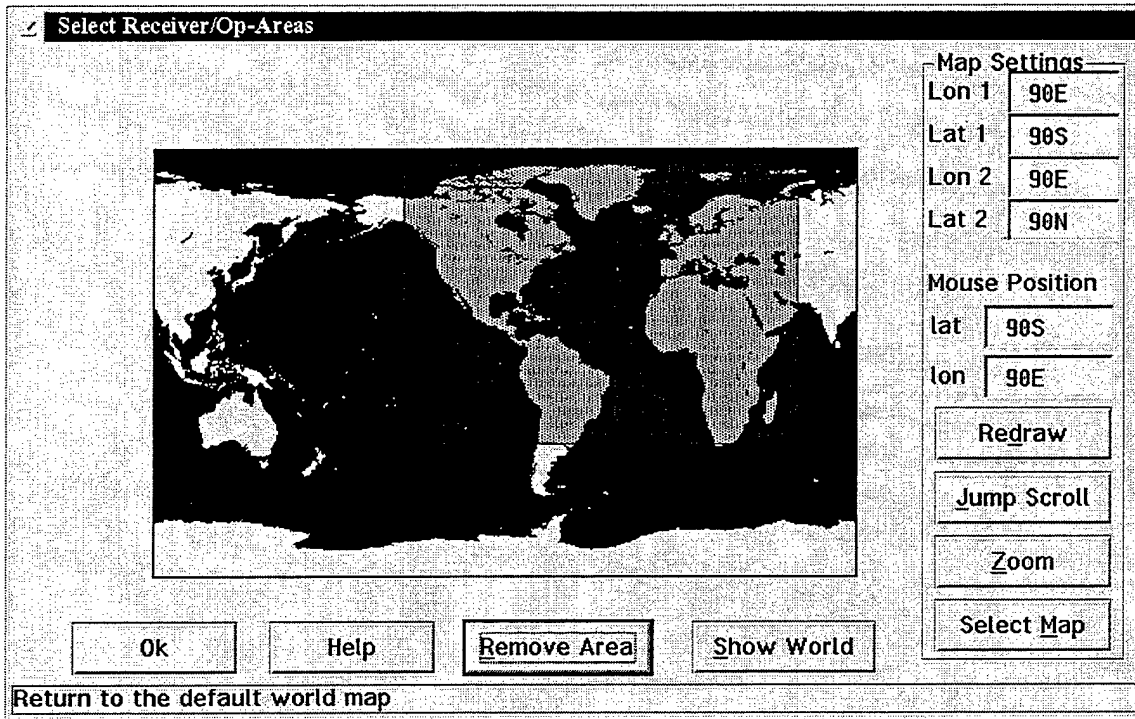 Select Receiver/Op-Areas
Map Settings
Lon 1 90E
Lat 1 90S
Lon 2 90E
Lat 2 90N
Mouse Position
lat 90S
lon 90E
Redraw
Jump Scroll
Zoom
Select Map
Ok Help Remove Area Show World
Return to the default world map